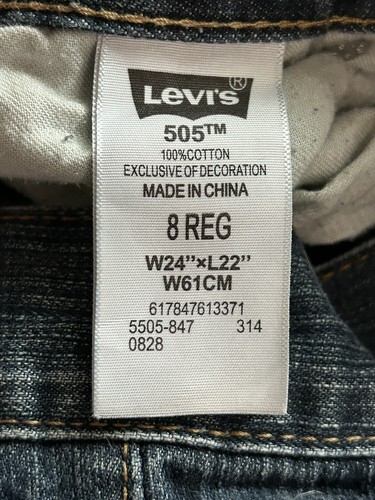 Levi's®
505™
100%COTTON
EXCLUSIVE OF DECORATION
MADE IN CHINA
8 REG
W24''×L22''
W61CM
617847613371
5505-847 314
0828